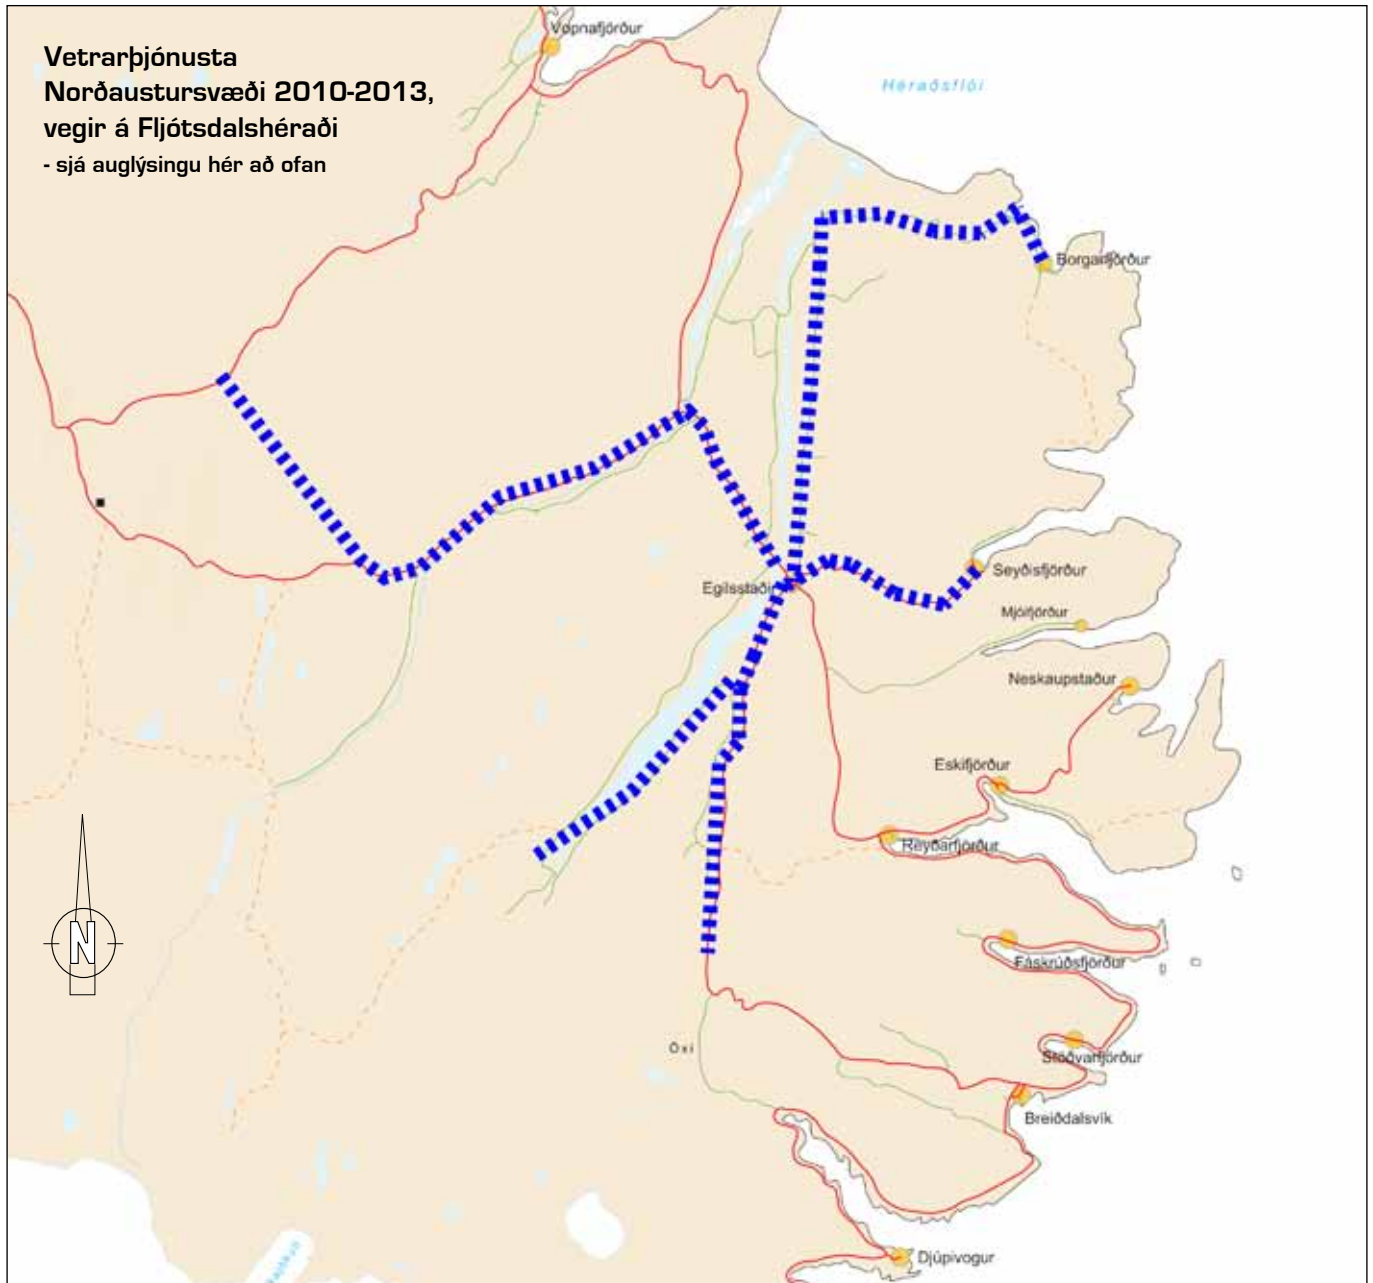 Vetrarþjónusta
Norðaustursvæði 2010-2013,
vegir á Fljótsdalshéraði
- sjá auglýsingu hér að ofan
Vopnafjörður
Héraðsflói
Borgarfjörður
Seyðisfjörður
Egilsstaðir
Mjóifjörður
Neskaupstaður
Eskifjörður
Reyðarfjörður
N
Fáskrúðsfjörður
Öxi
Stöðvarfjörður
Breiðdalsvík
Djúpivogur